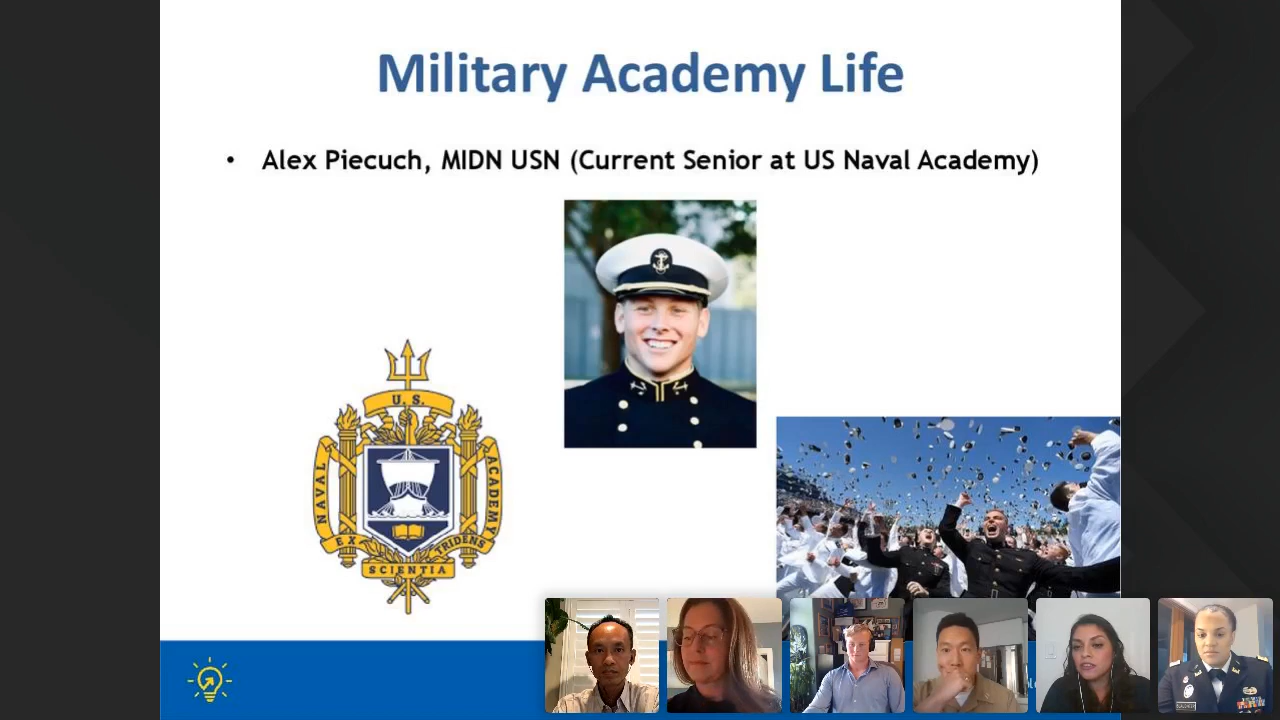 Military Academy Life
• Alex Piecuch, MIDN USN (Current Senior at US Naval Academy)
U. S.
NAVAL
ACADEMY
EX
TRIDENS
SCIENTIA